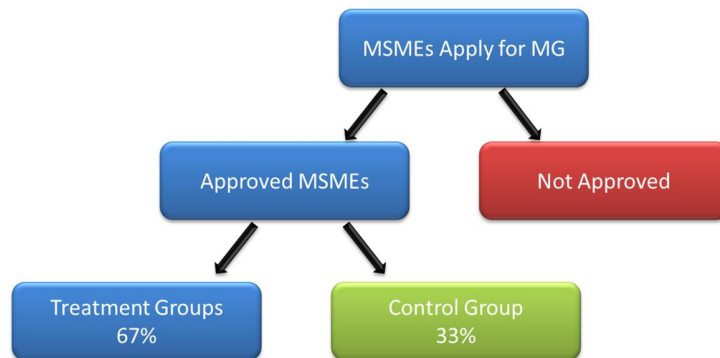 MSMEs Apply for MG
Approved MSMEs
Not Approved
Treatment Groups
67%
Control Group
33%